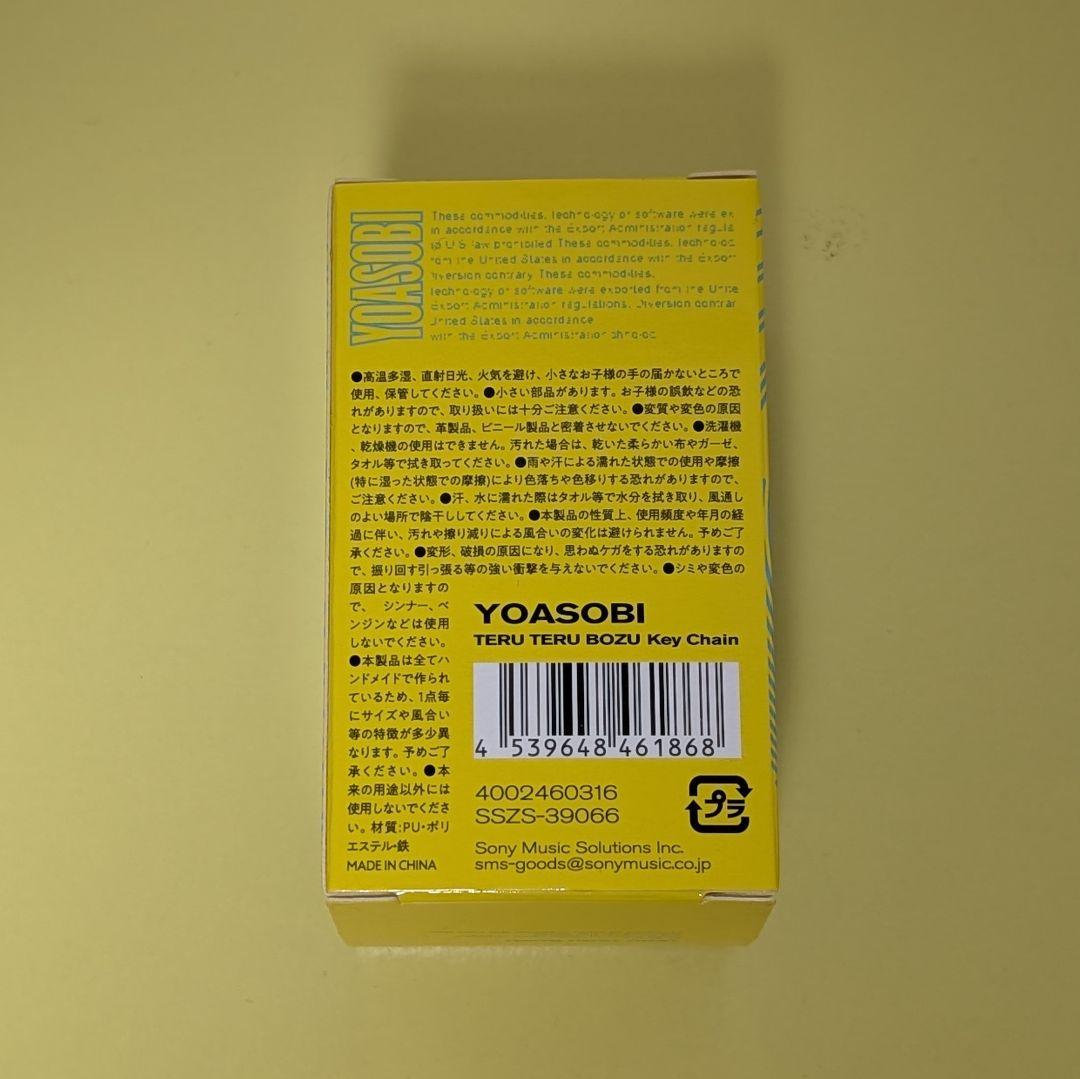 YOASOBI
These commodities, technology or software were ex
in accordance with the Export Administration regula
U S law prohibited These commodities, technolog
rom the United States in accordance with the Export
Diversion contrary These commodities,
technology or software were exported from the Unite
Export Administration regulations. Diversion contrar
United States in accordance
with the Export Administration
●高温多湿、直射日光、火気を避け、小さなお子様の手の届かないところで
使用、保管してください。●小さい部品があります。お子様の誤飲などの恐
れがありますので、取り扱いには十分ご注意ください。●変質や変色の原因
となりますので、革製品、ビニール製品と密着させないでください。●洗濯機
、乾燥機の使用はできません。汚れた場合は、乾いた柔らかい布やガーゼ、
タオル等で拭き取ってください。●雨や汗による濡れた状態での使用や摩擦
(特に湿った状態での摩擦)により色落ちや色移りする恐れがありますので、
ご注意ください。●汗、水に濡れた際はタオル等で水分を拭き取り、風通し
のよい場所で陰干ししてください。●本製品の性質上、使用頻度や年月の経
過に伴い、汚れや擦り減りによる風合いの変化は避けられません。予めご了
承ください。●変形、破損の原因になり、思わぬケガをする恐れがありますの
で、振り回す引っ張る等の強い衝撃を与えないでください。●シミや変色の
原因となりますの
で、シンナー、ベ
ンジンなどは使用
しないでください。
●本製品は全てハ
ンドメイドで作られ
ているため、1点毎
にサイズや風合い
等の特徴が多少異
なります。予めご了
承ください。●本
来の用途以外には
使用しないでくださ
い。材質:PU・ポリ
エステル・鉄
MADE IN CHINA
YOASOBI
TERU TERU BOZU Key Chain
4 539648 461868
4002460316
SSZS-39066
プラ
Sony Music Solutions Inc.
sms-goods@sonymusic.co.jp